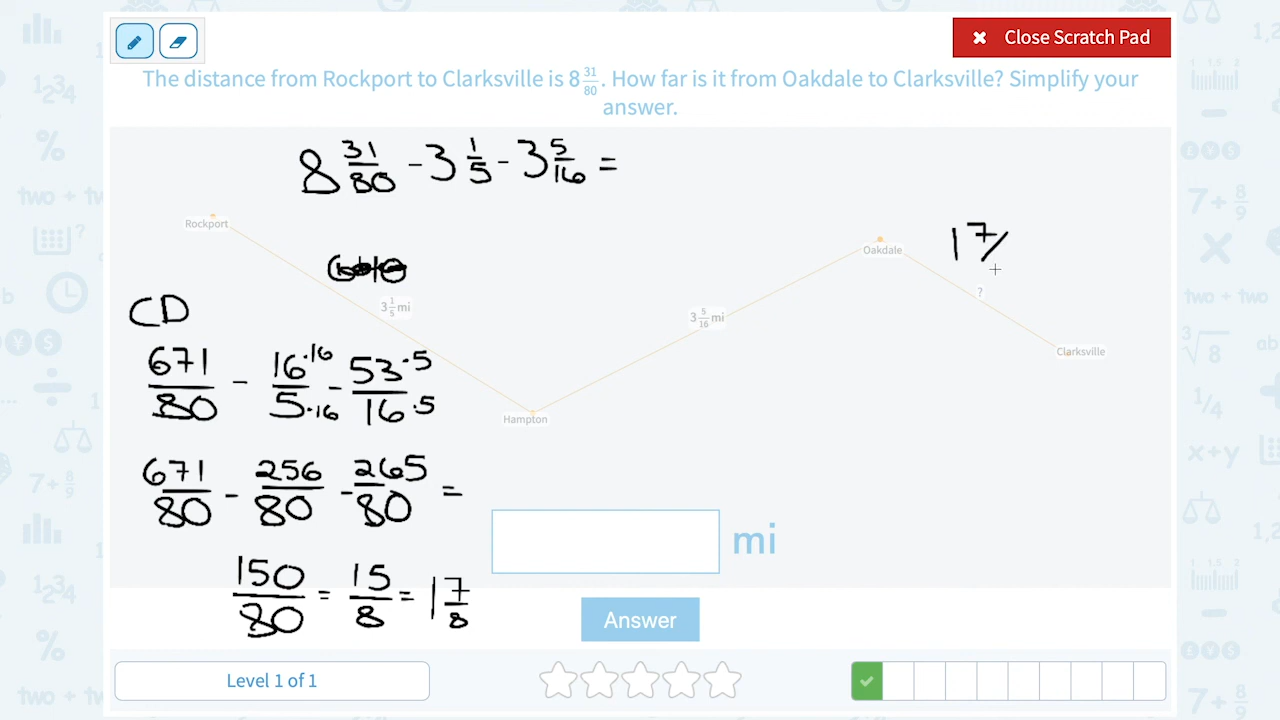 Close Scratch Pad
The distance from Rockport to Clarksville is 8 31/80. How far is it from Oakdale to Clarksville? Simplify your
answer.
8 31/80 - 3 1/5 - 3 5/16 =
Rockport
Oakdale
1 7/
?
3 1/5 mi
3 5/16 mi
CD
Clarksville
671/80 - 16·16/5·16 - 53·5/16·5
Hampton
671/80 - 256/80 - 265/80 =
mi
150/80 = 15/8 = 1 7/8
Answer
Level 1 of 1